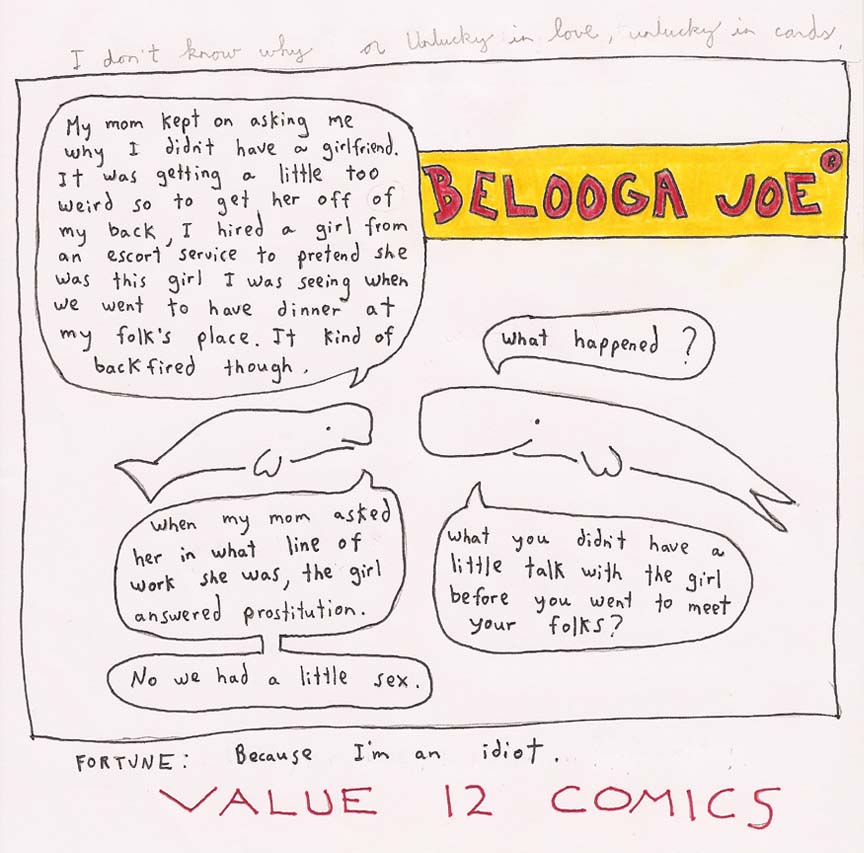 I don't know why or Unlucky in love, unlucky in cards.
My mom kept on asking me
why I didn't have a girlfriend.
It was getting a little too
weird so to get her off of
my back, I hired a girl from
an escort service to pretend she
was this girl I was seeing when
we went to have dinner at
my folk's place. It kind of
backfired though.
BELOOGA JOE®
what happened?
When my mom asked
her in what line of
work she was, the girl
answered prostitution.
what you didn't have a
little talk with the girl
before you went to meet
your folks?
No we had a little sex.
FORTUNE: Because I'm an idiot.
VALUE 12 COMICS